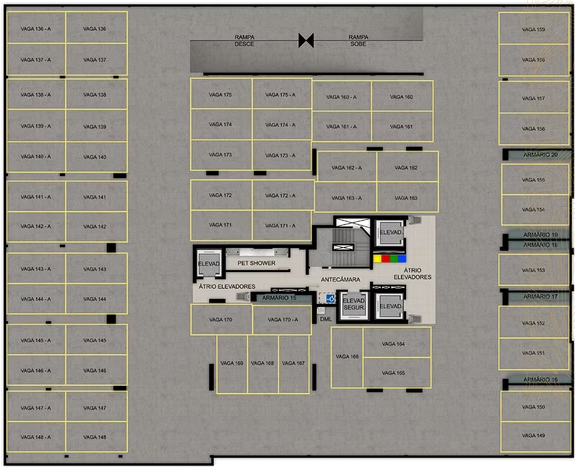 RAMPA DESCE
RAMPA SOBE
VAGA 136 - A
VAGA 136
VAGA 137 - A
VAGA 137
VAGA 138 - A
VAGA 138
VAGA 139 - A
VAGA 139
VAGA 140 - A
VAGA 140
VAGA 141 - A
VAGA 141
VAGA 142 - A
VAGA 142
VAGA 143 - A
VAGA 143
VAGA 144 - A
VAGA 144
VAGA 145 - A
VAGA 145
VAGA 146 - A
VAGA 146
VAGA 147 - A
VAGA 147
VAGA 148 - A
VAGA 148
VAGA 175
VAGA 175 - A
VAGA 174
VAGA 174 - A
VAGA 173
VAGA 173 - A
VAGA 172
VAGA 172 - A
VAGA 171
VAGA 171 - A
VAGA 160 - A
VAGA 160
VAGA 161 - A
VAGA 161
VAGA 162 - A
VAGA 162
VAGA 163 - A
VAGA 163
ELEVAD.
PET SHOWER
ELEVAD.
ANTECÂMARA
ÁTRIO ELEVADORES
ÁTRIO ELEVADORES
ARMÁRIO 15
ELEVAD. SEGUR.
ELEVAD.
DML
VAGA 170
VAGA 170 - A
VAGA 169
VAGA 168
VAGA 167
VAGA 166
VAGA 164
VAGA 165
VAGA 159
VAGA 158
VAGA 157
VAGA 156
ARMÁRIO 20
VAGA 155
VAGA 154
ARMÁRIO 19
ARMÁRIO 18
VAGA 153
ARMÁRIO 17
VAGA 152
VAGA 151
ARMÁRIO 16
VAGA 150
VAGA 149